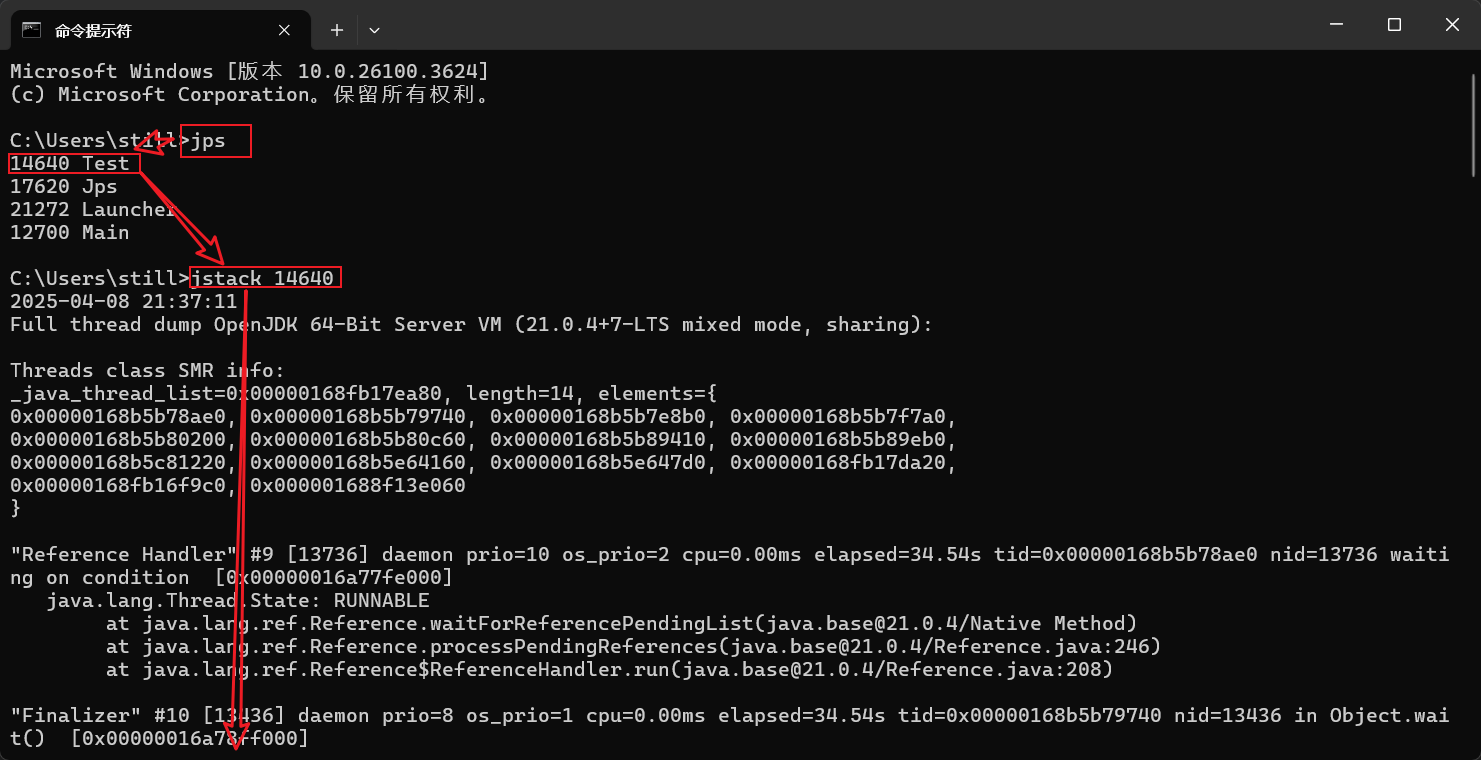 命令提示符
Microsoft Windows [版本 10.0.26100.3624]
(c) Microsoft Corporation。保留所有权利。
C:\Users\still>jps
14640 Test
17620 Jps
21272 Launcher
12700 Main
C:\Users\still>jstack 14640
2025-04-08 21:37:11
Full thread dump OpenJDK 64-Bit Server VM (21.0.4+7-LTS mixed mode, sharing):
Threads class SMR info:
_java_thread_list=0x00000168fb17ea80, length=14, elements={
0x00000168b5b78ae0, 0x00000168b5b79740, 0x00000168b5b7e8b0, 0x00000168b5b7f7a0,
0x00000168b5b80200, 0x00000168b5b80c60, 0x00000168b5b89410, 0x00000168b5b89eb0,
0x00000168b5c81220, 0x00000168b5e64160, 0x00000168b5e647d0, 0x00000168fb17da20,
0x00000168fb16f9c0, 0x000001688f13e060
}
"Reference Handler" #9 [13736] daemon prio=10 os_prio=2 cpu=0.00ms elapsed=34.54s tid=0x00000168b5b78ae0 nid=13736 waiti
ng on condition  [0x00000016a77fe000]
   java.lang.Thread.State: RUNNABLE
        at java.lang.ref.Reference.waitForReferencePendingList(java.base@21.0.4/Native Method)
        at java.lang.ref.Reference.processPendingReferences(java.base@21.0.4/Reference.java:246)
        at java.lang.ref.Reference$ReferenceHandler.run(java.base@21.0.4/Reference.java:208)
"Finalizer" #10 [13436] daemon prio=8 os_prio=1 cpu=0.00ms elapsed=34.54s tid=0x00000168b5b79740 nid=13436 in Object.wai
t()  [0x00000016a78ff000]